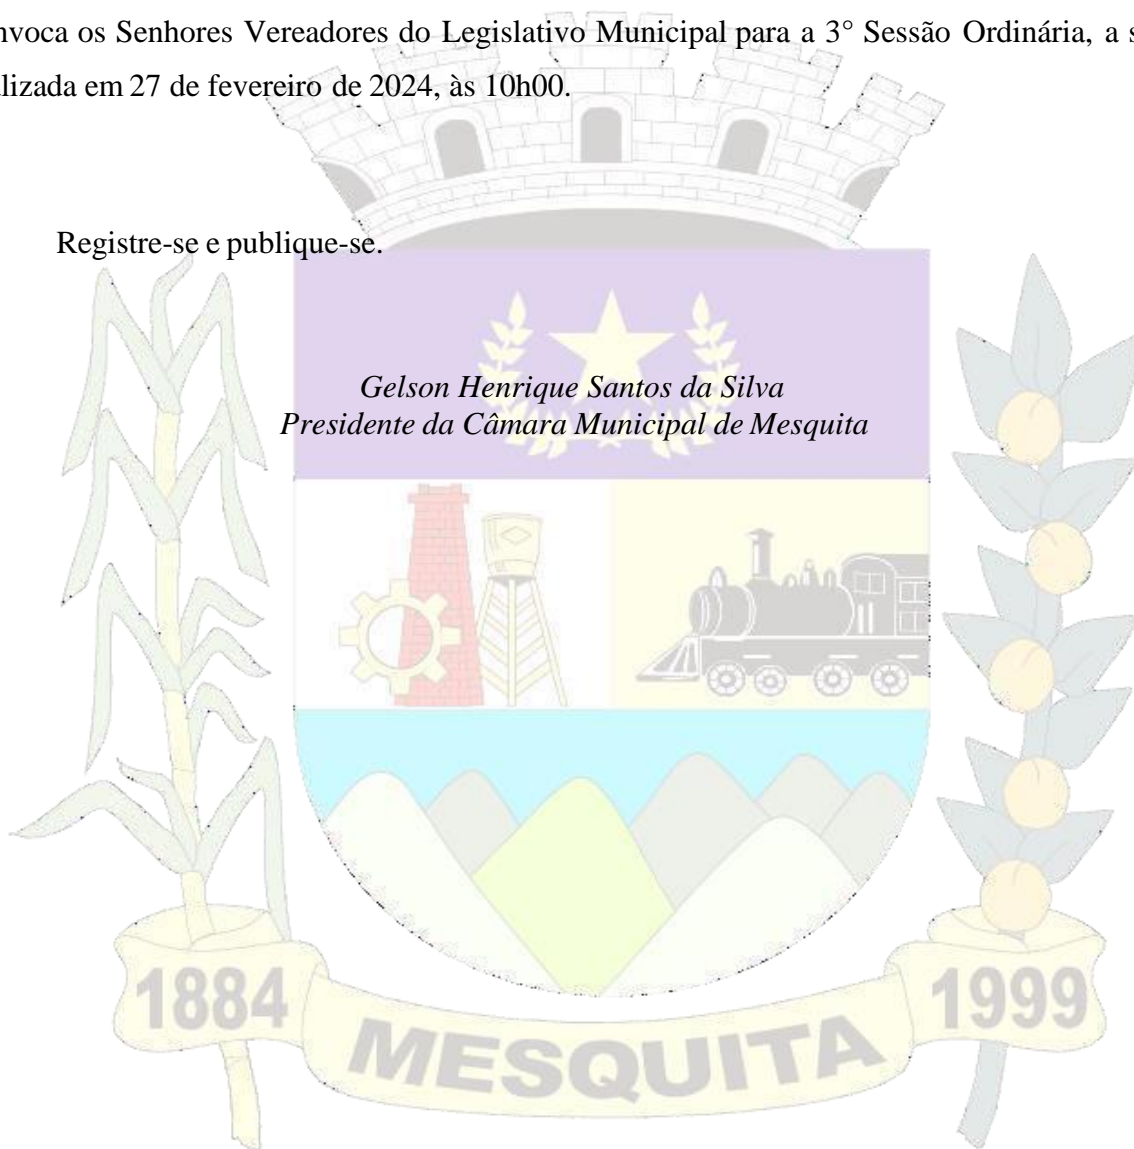 nvoca os Senhores Vereadores do Legislativo Municipal para a 3° Sessão Ordinária, a s
lizada em 27 de fevereiro de 2024, às 10h00.
Registre-se e publique-se.
Gelson Henrique Santos da Silva
Presidente da Câmara Municipal de Mesquita
1884
MESQUITA
1999